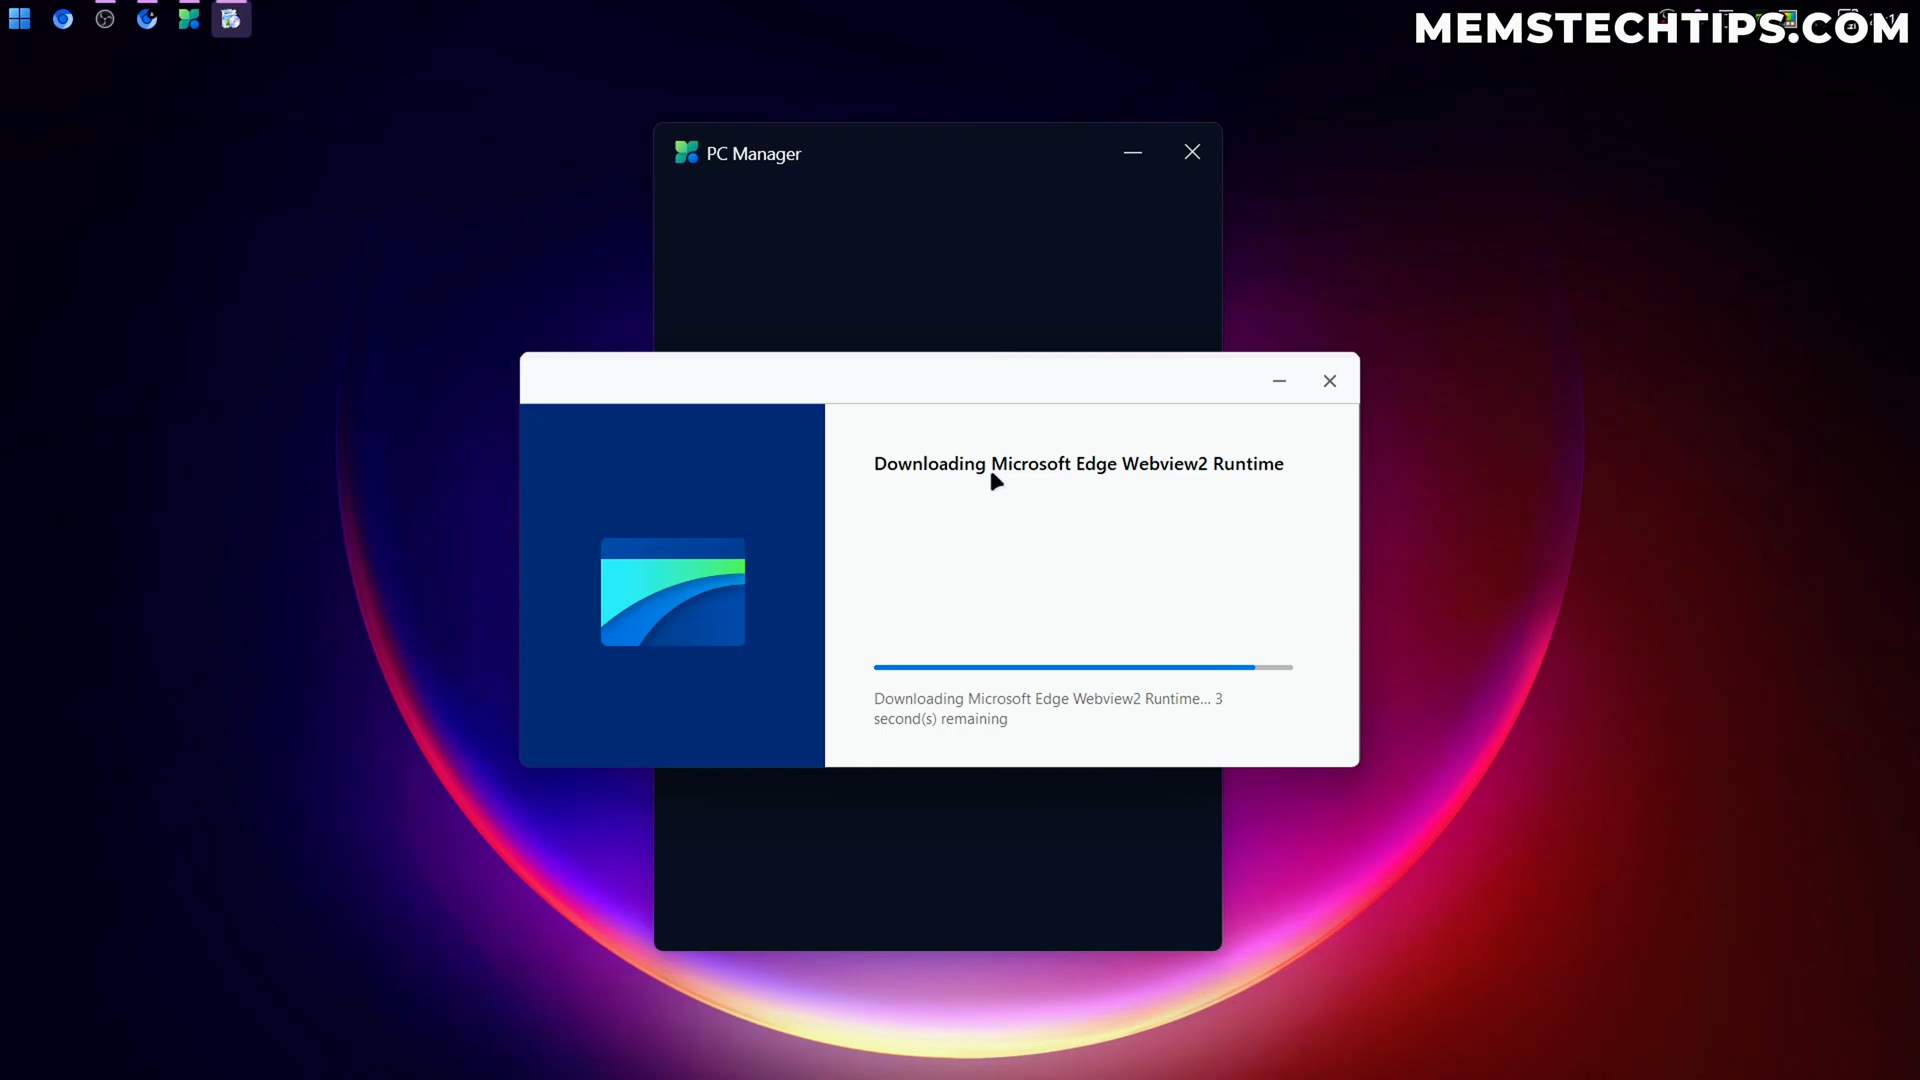 MEMSTECHTIPS.COM
PC Manager
Downloading Microsoft Edge Webview2 Runtime
Downloading Microsoft Edge Webview2 Runtime... 3
second(s) remaining